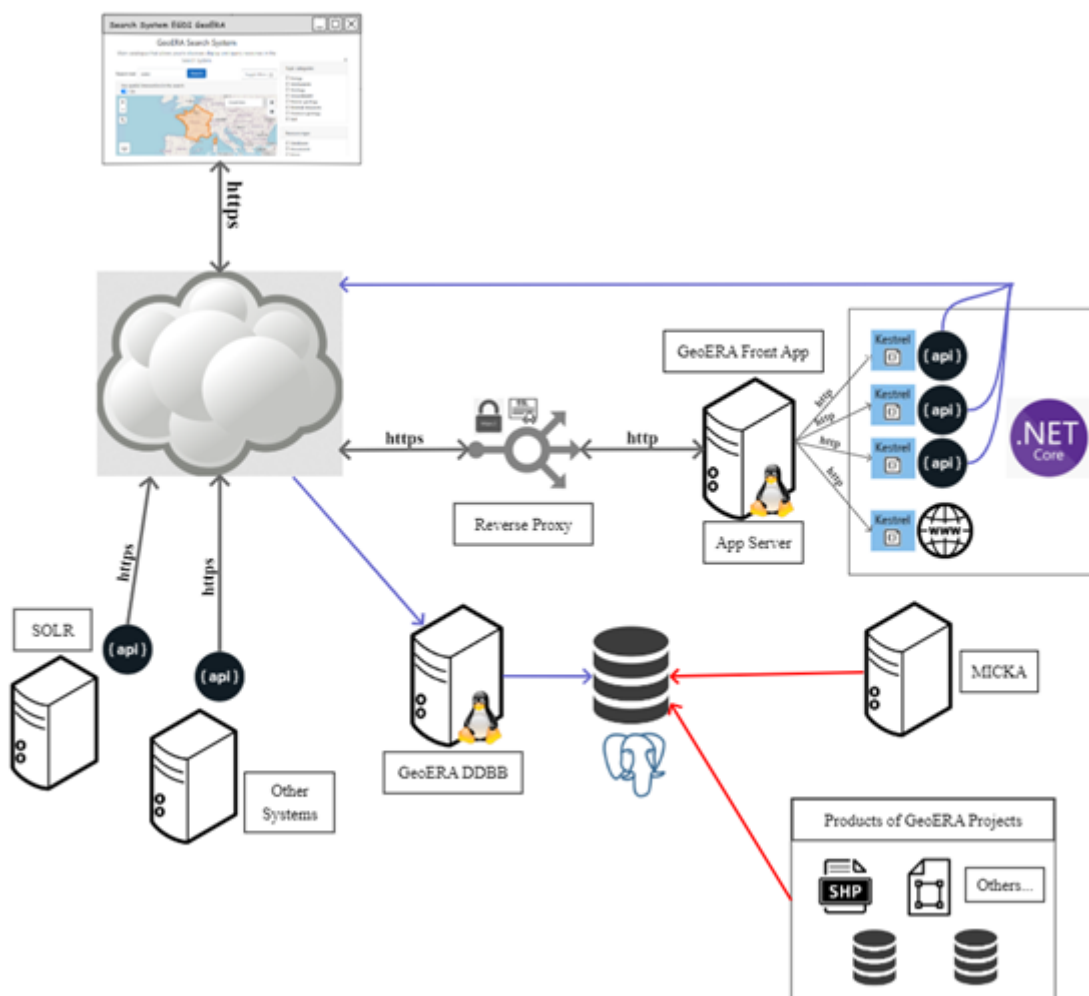 Search System EGDI GeoERA
GeoERA Search System
https
https
http
GeoERA Front App
App Server
Reverse Proxy
http
http
http
http
Kestrel
{api}
Kestrel
{api}
Kestrel
{api}
Kestrel
WWW
.NET
Core
https
https
SOLR
{api}
{api}
Other
Systems
GeoERA DDBB
MICKA
Products of GeoERA Projects
SHP
Others...